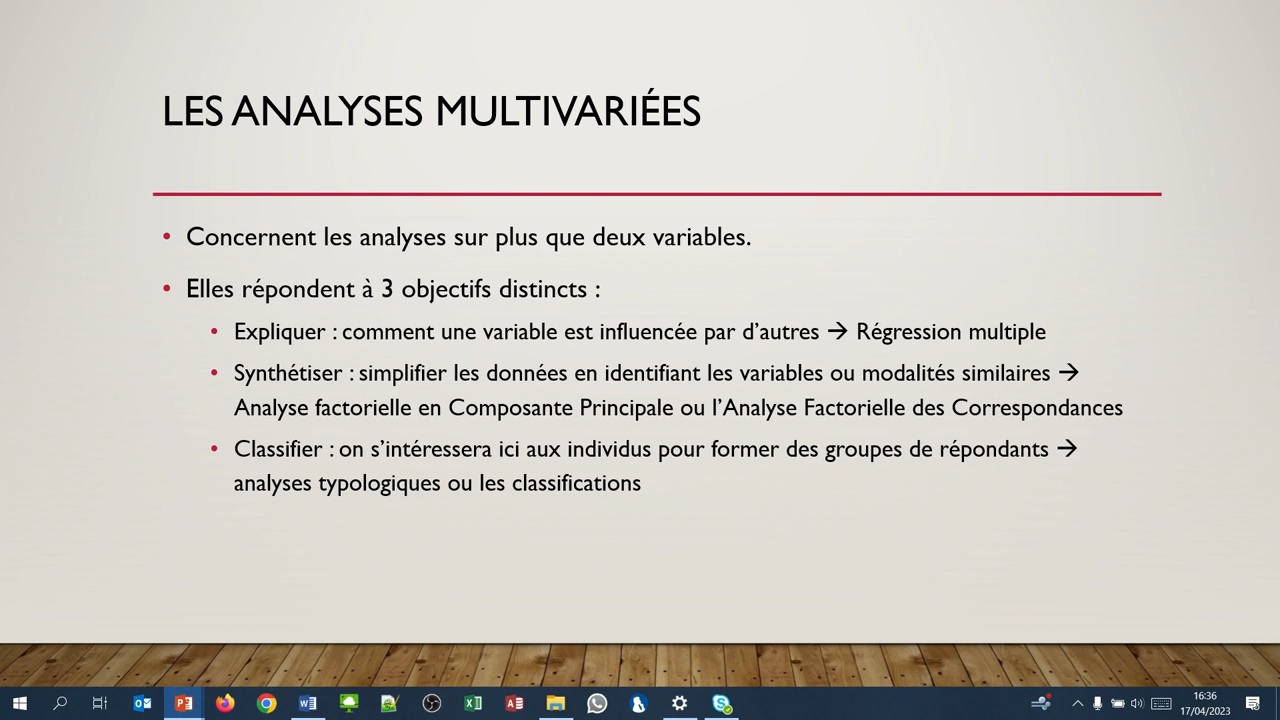 LES ANALYSES MULTIVARIÉES
• Concernent les analyses sur plus que deux variables.
• Elles répondent à 3 objectifs distincts :
• Expliquer : comment une variable est influencée par d’autres → Régression multiple
• Synthétiser : simplifier les données en identifiant les variables ou modalités similaires →
Analyse factorielle en Composante Principale ou l’Analyse Factorielle des Correspondances
• Classifier : on s’intéressera ici aux individus pour former des groupes de répondants →
analyses typologiques ou les classifications
16:36
17/04/2023